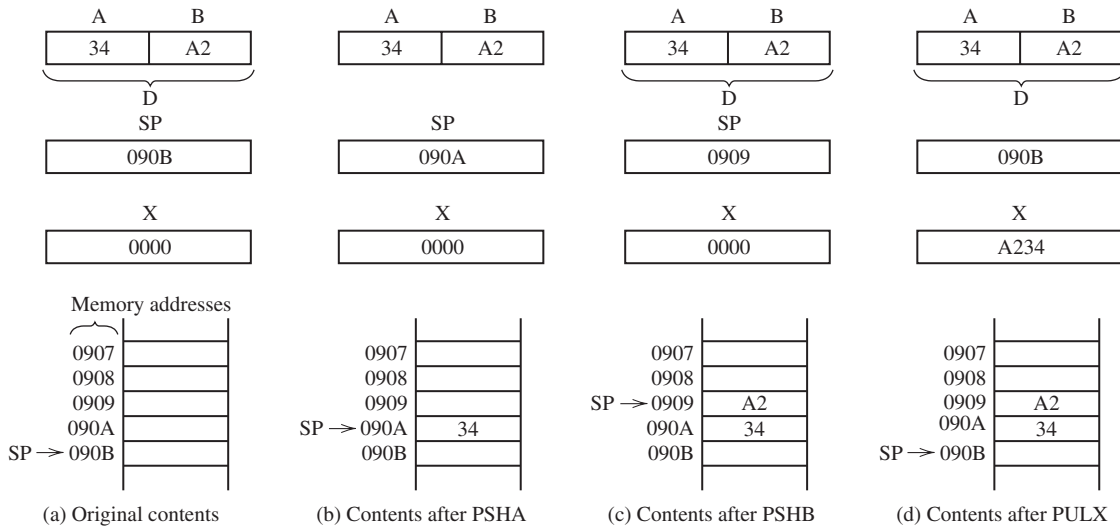 A B
34 A2
D
SP
090B
X
0000
Memory addresses
0907
0908
0909
090A
SP 090B
(a) Original contents
A B
34 A2
SP
090A
X
0000
0907
0908
0909
SP 090A 34
090B
(b) Contents after PSHA
A B
34 A2
D
SP
0909
X
0000
0907
0908
SP 0909 A2
090A 34
090B
(c) Contents after PSHB
A B
34 A2
D
090B
X
A234
0907
0908
0909 A2
090A 34
SP 090B
(d) Contents after PULX